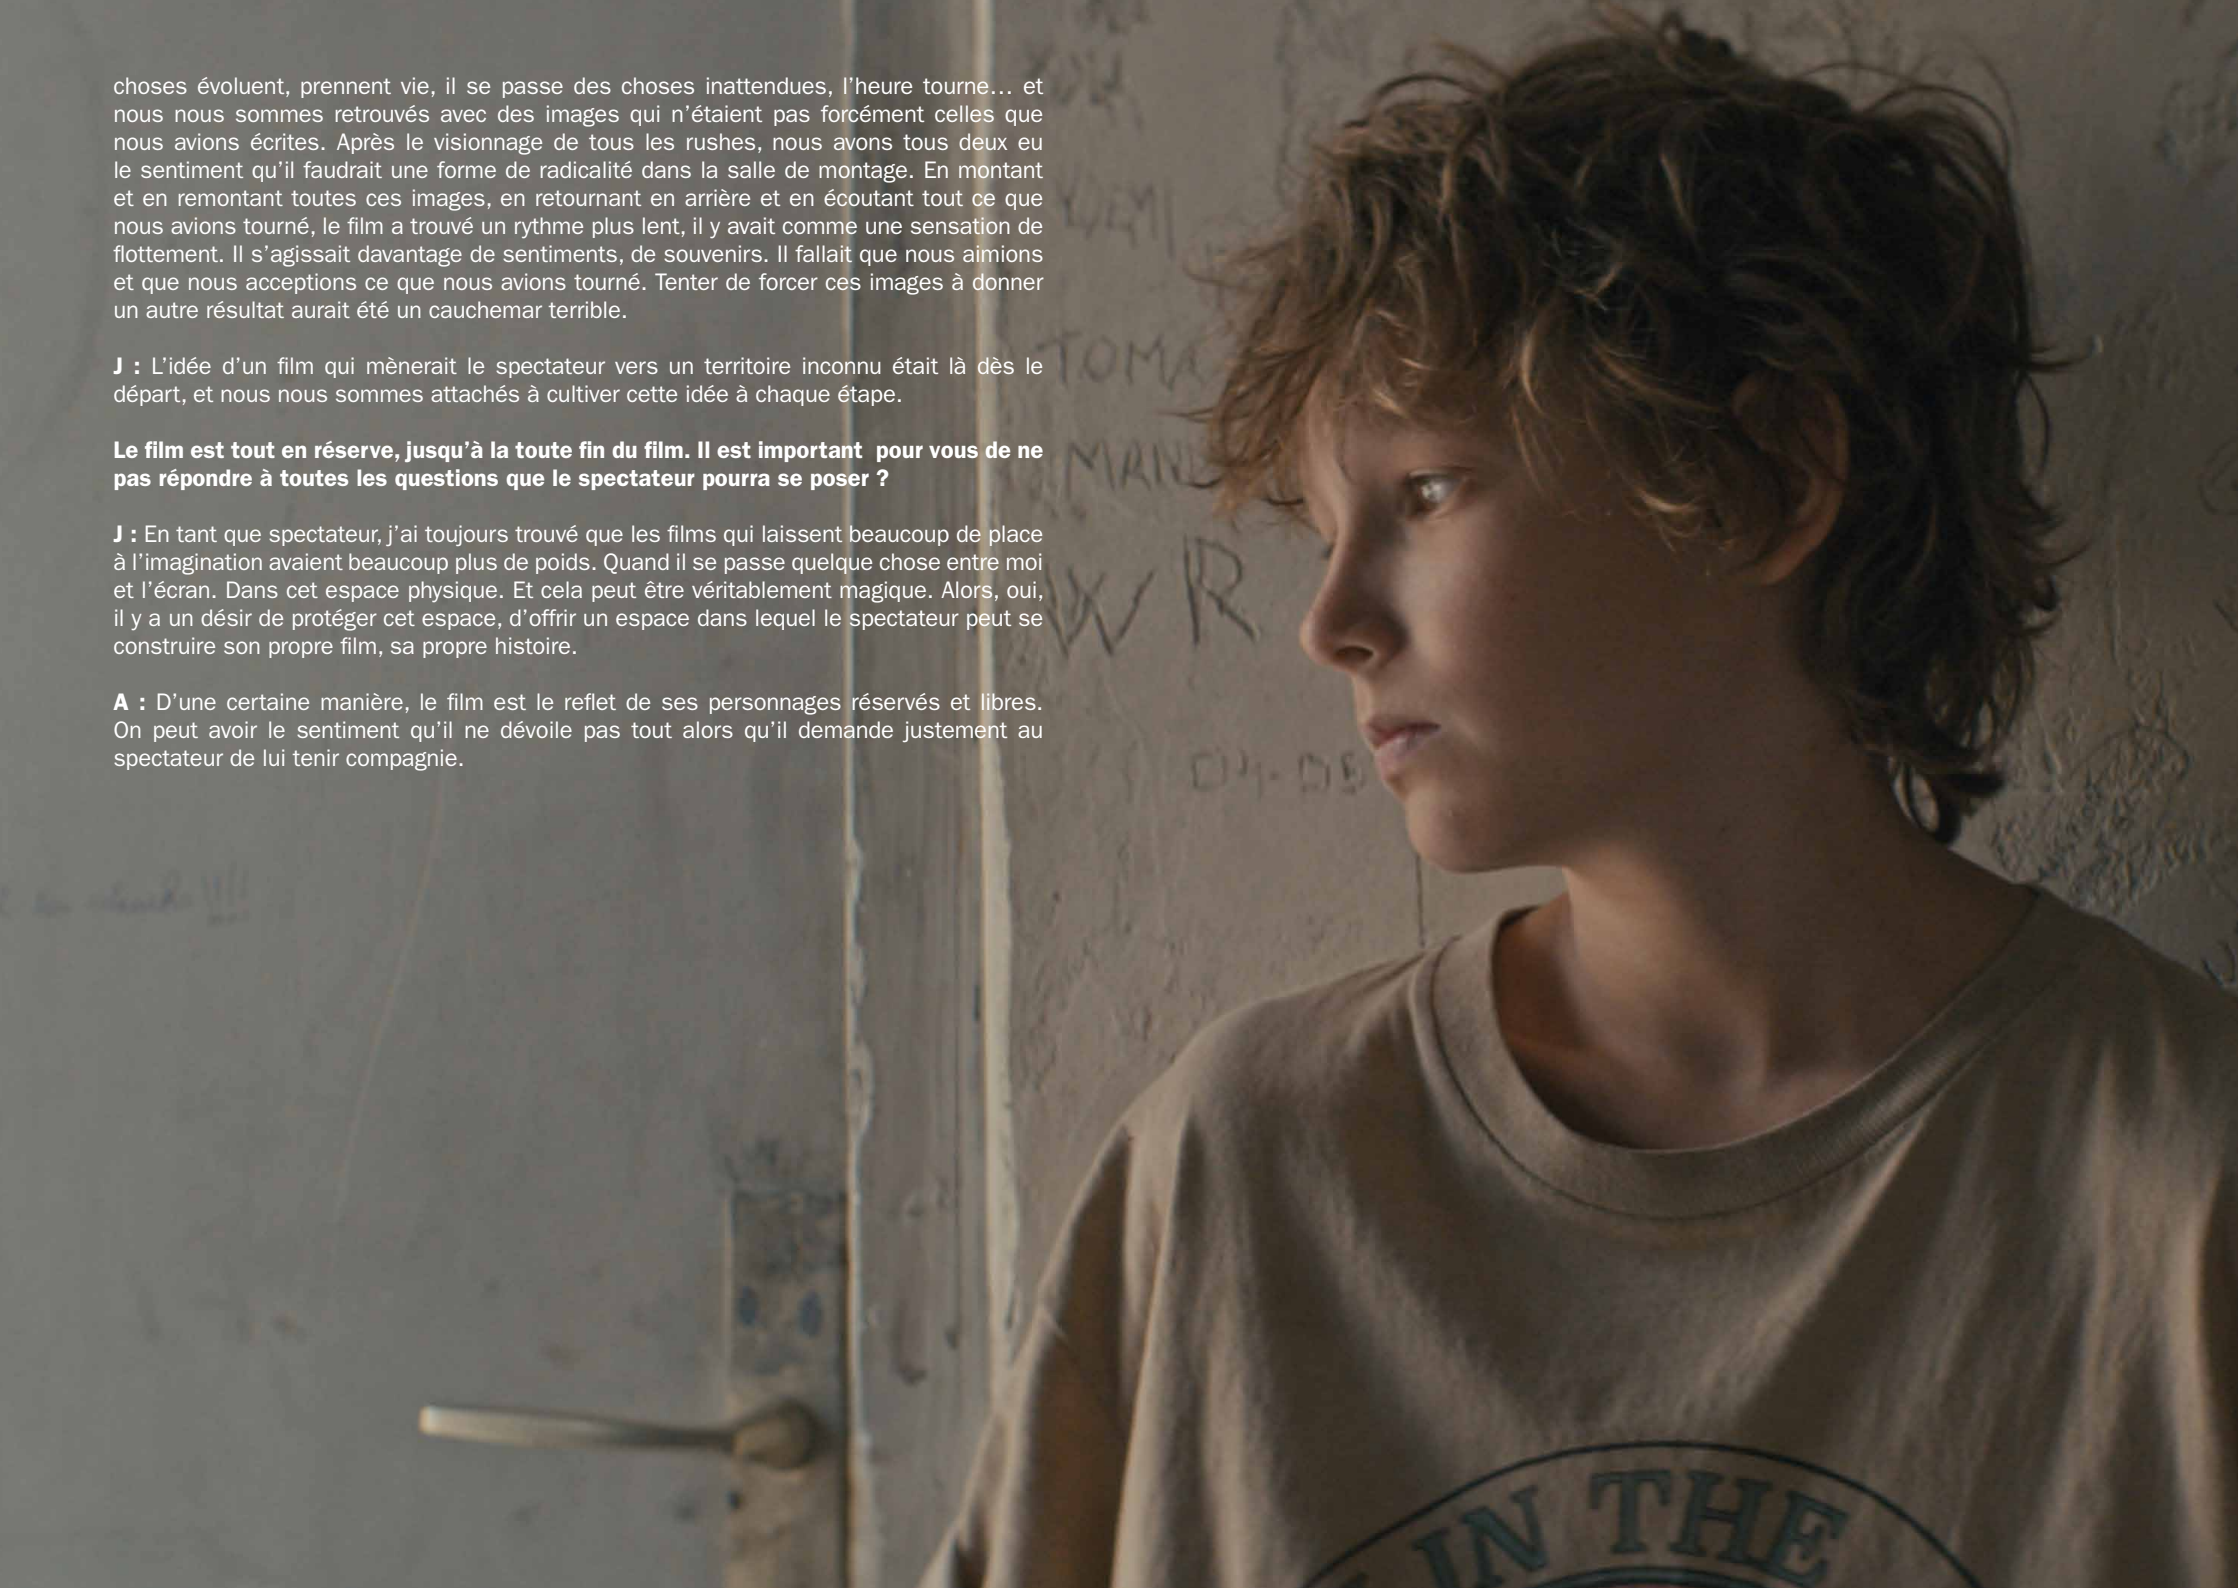 choses évoluent, prennent vie, il se passe des choses inattendues, l’heure tourne… et
nous nous sommes retrouvés avec des images qui n’étaient pas forcément celles que
nous avions écrites. Après le visionnage de tous les rushes, nous avons tous deux eu
le sentiment qu’il faudrait une forme de radicalité dans la salle de montage. En montant
et en remontant toutes ces images, en retournant en arrière et en écoutant tout ce que
nous avions tourné, le film a trouvé un rythme plus lent, il y avait comme une sensation de
flottement. Il s’agissait davantage de sentiments, de souvenirs. Il fallait que nous aimions
et que nous acceptions ce que nous avions tourné. Tenter de forcer ces images à donner
un autre résultat aurait été un cauchemar terrible.
J : L’idée d’un film qui mènerait le spectateur vers un territoire inconnu était là dès le
départ, et nous nous sommes attachés à cultiver cette idée à chaque étape.
Le film est tout en réserve, jusqu’à la toute fin du film. Il est important  pour vous de ne
pas répondre à toutes les questions que le spectateur pourra se poser ?
J : En tant que spectateur, j’ai toujours trouvé que les films qui laissent beaucoup de place
à l’imagination avaient beaucoup plus de poids. Quand il se passe quelque chose entre moi
et l’écran. Dans cet espace physique. Et cela peut être véritablement magique. Alors, oui,
il y a un désir de protéger cet espace, d’offrir un espace dans lequel le spectateur peut se
construire son propre film, sa propre histoire.
A : D’une certaine manière, le film est le reflet de ses personnages réservés et libres.
On peut avoir le sentiment qu’il ne dévoile pas tout alors qu’il demande justement au
spectateur de lui tenir compagnie.
TOMA
W R
IN THE